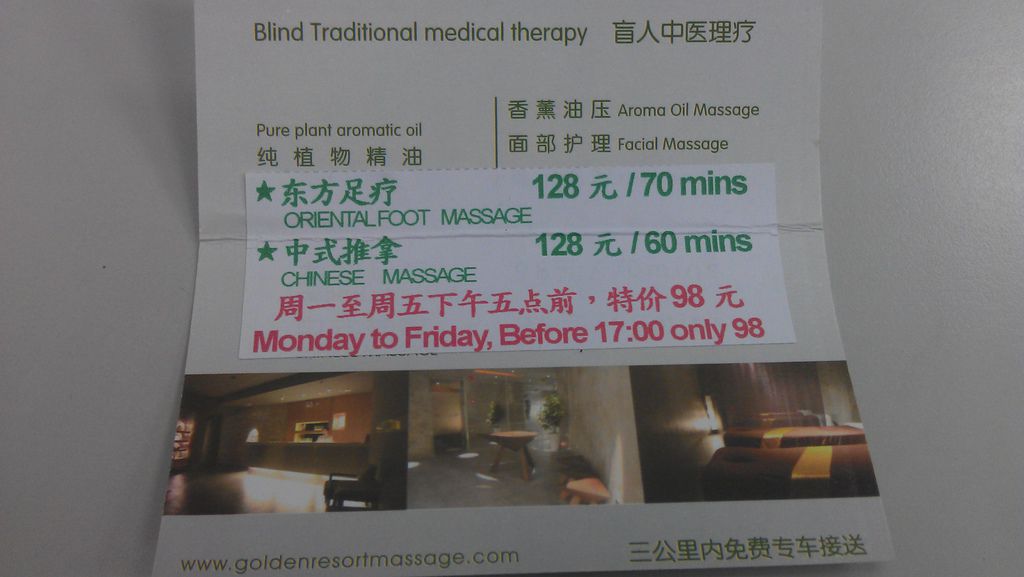 Blind Traditional medical therapy 盲人中医理疗
Pure plant aromatic oil
纯植物精油
香薰油压 Aroma Oil Massage
面部护理 Facial Massage
★东方足疗 128 元 / 70 mins
ORIENTAL FOOT MASSAGE
★中式推拿 128 元 / 60 mins
CHINESE MASSAGE
周一至周五下午五点前，特价 98 元
Monday to Friday, Before 17:00 only 98
www.goldenresortmassage.com
三公里内免费专车接送